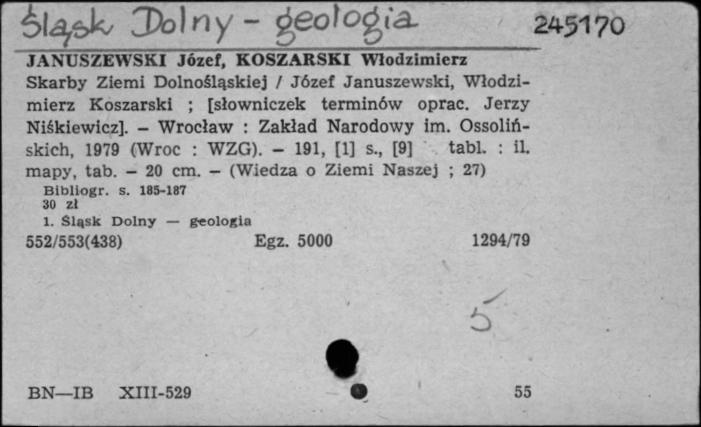 Śląsk Dolny - geologia 245170
JANUSZEWSKI Józef, KOSZARSKI Włodzimierz
Skarby Ziemi Dolnośląskiej / Józef Januszewski, Włodzi-
mierz Koszarski ; [słowniczek terminów oprac. Jerzy
Niśkiewicz]. — Wrocław : Zakład Narodowy im. Ossoliń-
skich, 1979 (Wroc : WZG). — 191, [1] s., [9] tabl. : il.
mapy, tab. — 20 cm. — (Wiedza o Ziemi Naszej ; 27)
Bibliogr. s. 185-187
30 zł
1. Śląsk Dolny — geologia
552/553(438) Egz. 5000 1294/79
5
BN—IB XIII-529 55